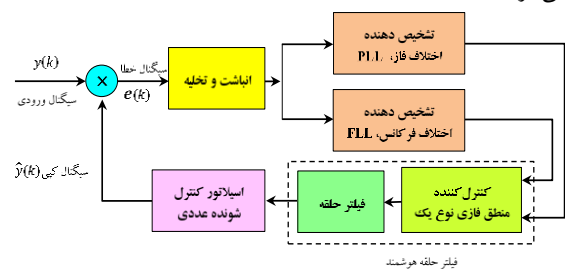 تشخیص دهنده
اختلاف فاز، PLL
y(k)
سیگنال ورودی
×
سیگنال خطا
e(k)
انباشت و تخلیه
تشخیص دهنده
اختلاف فرکانس، FLL
سیگنال کپی ŷ(k)
اسیلاتور کنترل
شونده عددی
فیلتر حلقه
کنترل‌کننده
منطق فازی نوع یک
فیلتر حلقه هوشمند